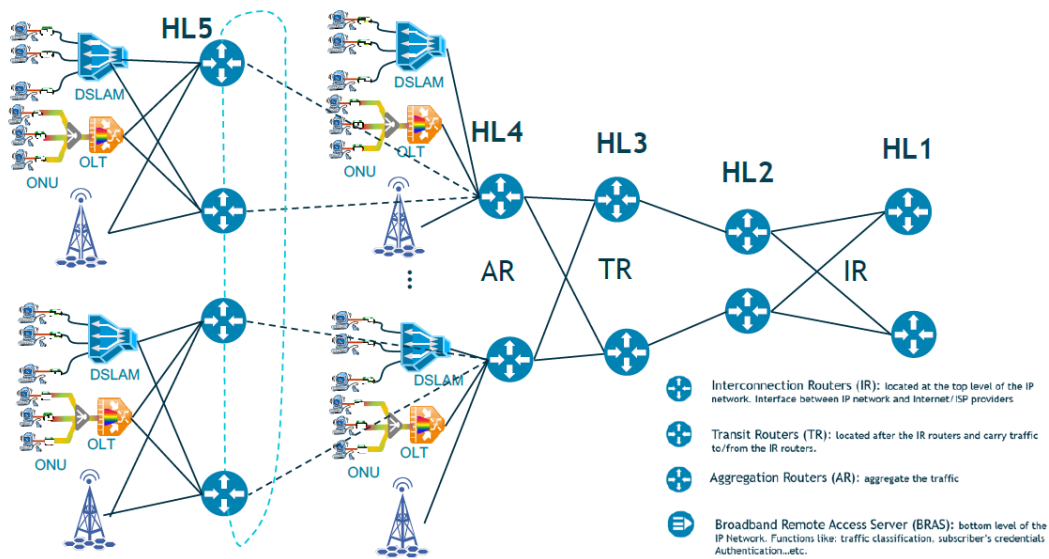 HL5
DSLAM
OLT
ONU
DSLAM
OLT
ONU
HL4
HL3
HL2
HL1
AR
TR
IR
DSLAM
OLT
ONU
DSLAM
OLT
ONU
Interconnection Routers (IR): located at the top level of the IP
network. Interface between IP network and Internet/ISP providers
Transit Routers (TR): located after the IR routers and carry traffic
to/from the IR routers.
Aggregation Routers (AR): aggregate the traffic
Broadband Remote Access Server (BRAS): bottom level of the
IP Network. Functions like: traffic classification, subscriber's credentials
Authentication...etc.